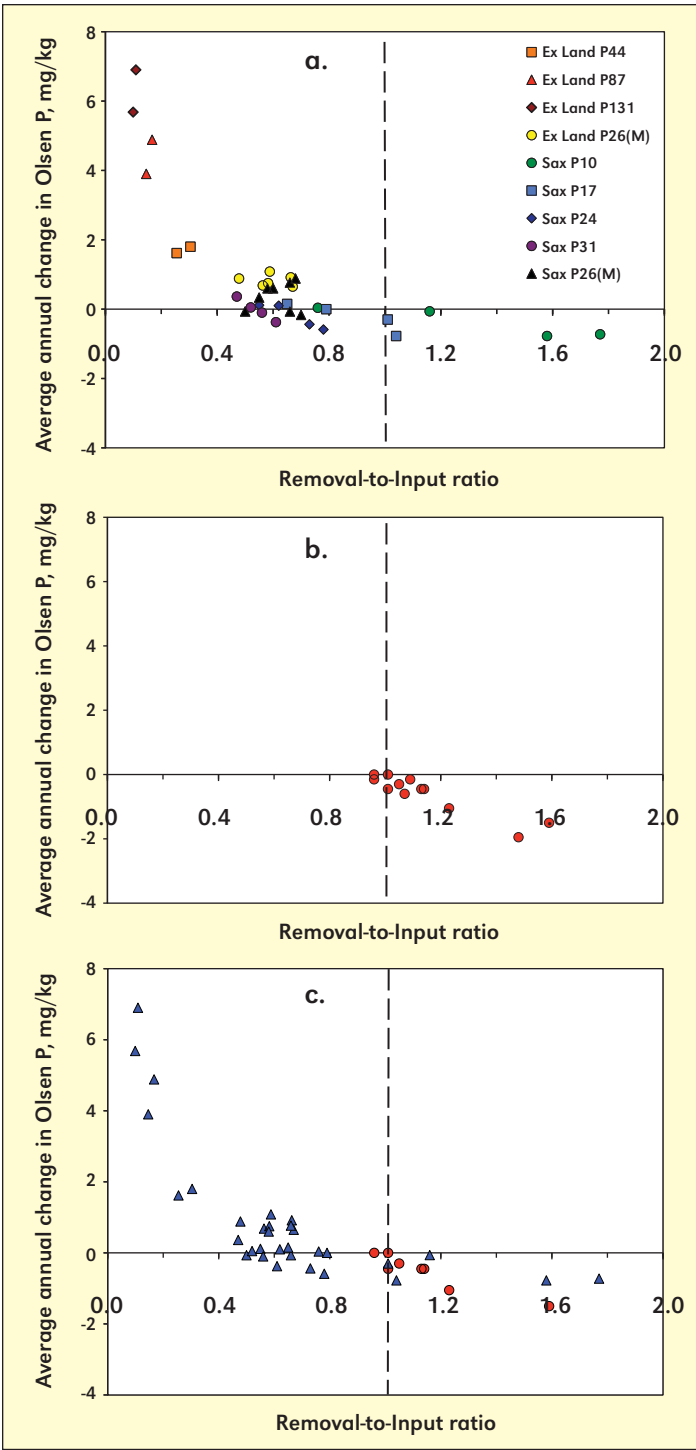 Average annual change in Olsen P, mg/kg
8
6
4
2
0
-2
-4
a.
Ex Land P44
Ex Land P87
Ex Land P131
Ex Land P26(M)
Sax P10
Sax P17
Sax P24
Sax P31
Sax P26(M)
0.0 0.4 0.8 1.2 1.6 2.0
Removal-to-Input ratio
Average annual change in Olsen P, mg/kg
8
6
4
2
0
-2
-4
b.
0.0 0.4 0.8 1.2 1.6 2.0
Removal-to-Input ratio
Average annual change in Olsen P, mg/kg
8
6
4
2
0
-2
-4
c.
0.0 0.4 0.8 1.2 1.6 2.0
Removal-to-Input ratio